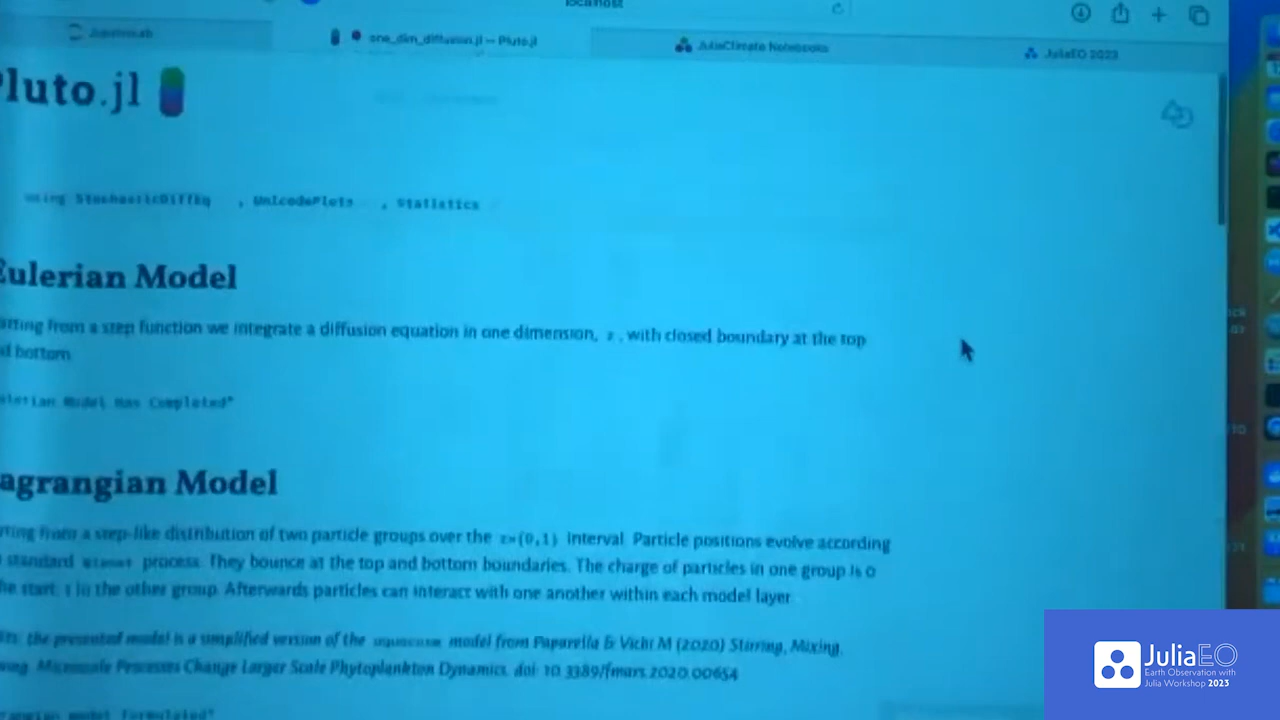 localhost
JupyterLab
one_dim_diffusion.jl — Pluto.jl
JuliaClimate Notebooks
JuliaEO 2023
Pluto.jl
using StochasticDiffEq , UnicodePlots , Statistics
Eulerian Model
from a step function we integrate a diffusion equation in one dimension, z , with closed boundary at the top
bottom
Model has Completed"
agrangian Model
from a step-like distribution of two particle groups over the z=(0,1) interval. Particle positions evolve according
standard process. They bounce at the top and bottom boundaries. The charge of particles in one group is 0
the start; 1 in the other group. Afterwards particles can interact with one another within each model layer.
the presented model is a simplified version of the aquacosm model from Paparella & Vichi M (2020) Stirring, Mixing,
Microscale Processes Change Larger Scale Phytoplankton Dynamics. doi: 10.3389/fmars.2020.00654
model formulated"
JuliaEO
Earth Observation with
Julia Workshop 2023